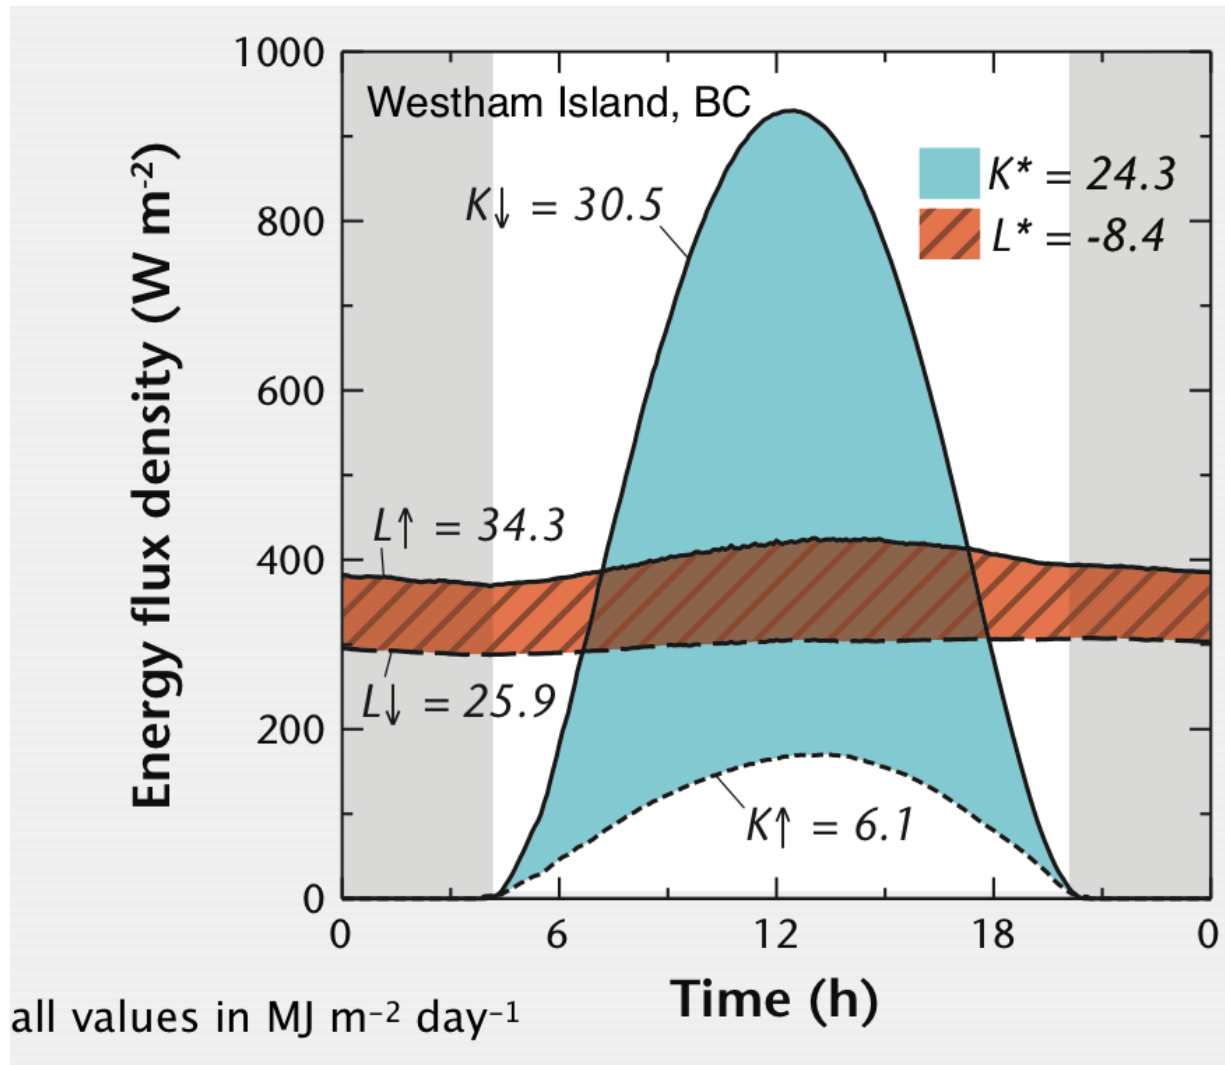 1000
Westham Island, BC
K* = 24.3
K↓ = 30.5
800
L* = -8.4
Energy flux density (W m⁻²)
600
L↑ = 34.3
400
L↓ = 25.9
200
K↑ = 6.1
0
0 6 12 18 0
Time (h)
all values in MJ m⁻² day⁻¹